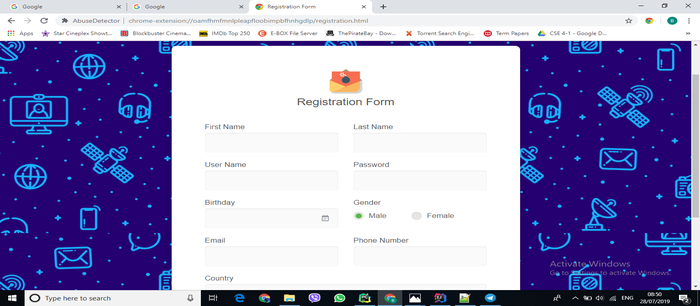 Google
Google
Registration Form
AbuseDetector | chrome-extension://oamfhmfmnlpleapfloobimpbfhnhgdlp/registration.html
Apps
Star Cineplex Showt...
Blockbuster Cinema...
IMDb Top 250
E-BOX File Server
ThePirateBay - Dow...
Torrent Search Engi...
Term Papers
CSE 4-1 - Google D...
Registration Form
First Name
Last Name
User Name
Password
Birthday
Gender
Male
Female
Email
Phone Number
Country
Activate Windows
Go to Settings to activate Windows.
Type here to search
ENG
08:50
28/07/2019